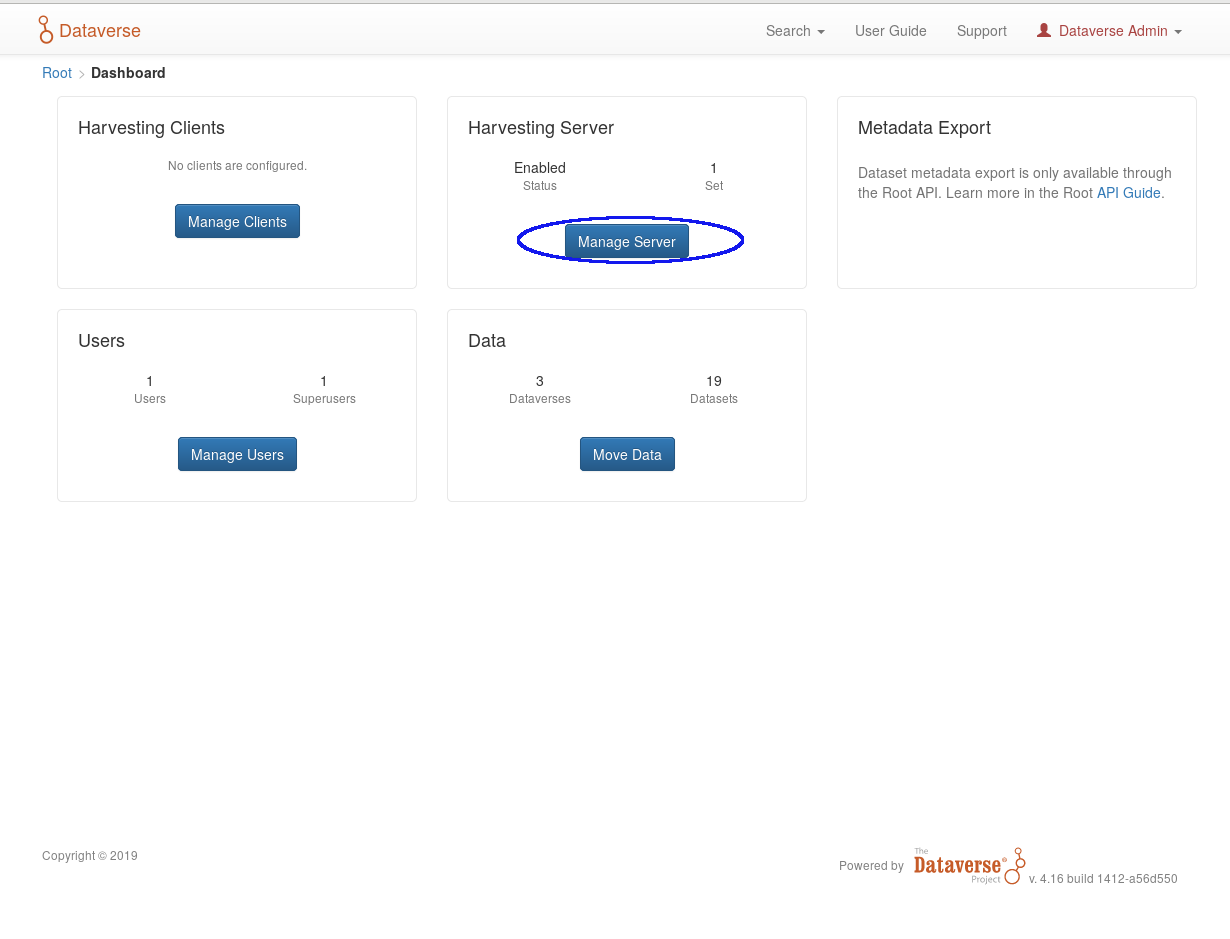 Dataverse
Search
User Guide
Support
Dataverse Admin
Root > Dashboard
Harvesting Clients
No clients are configured.
Manage Clients
Harvesting Server
Enabled
Status
1
Set
Manage Server
Metadata Export
Dataset metadata export is only available through
the Root API. Learn more in the Root API Guide.
Users
1
Users
1
Superusers
Manage Users
Data
3
Dataverses
19
Datasets
Move Data
Copyright © 2019
Powered by
The
Dataverse®
Project
v. 4.16 build 1412-a56d550